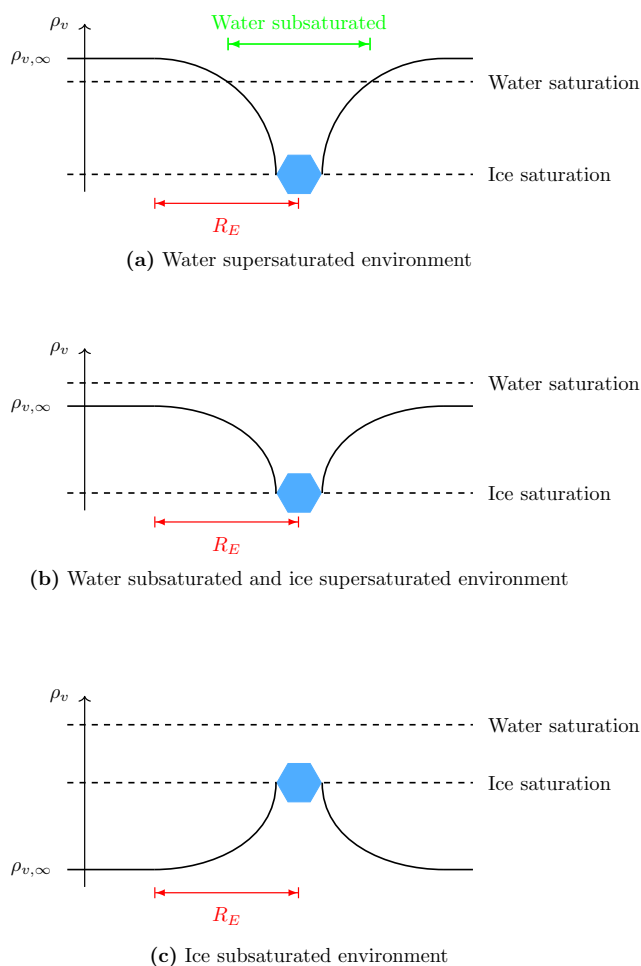 Water subsaturated
ρv
ρv,∞
Water saturation
Ice saturation
RE
(a) Water supersaturated environment
ρv
Water saturation
ρv,∞
Ice saturation
RE
(b) Water subsaturated and ice supersaturated environment
ρv
Water saturation
Ice saturation
ρv,∞
RE
(c) Ice subsaturated environment